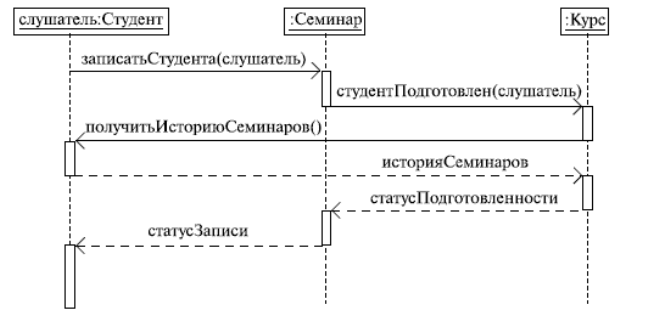 слушатель:Студент
:Семинар
:Курс
записатьСтудента(слушатель)
студентПодготовлен(слушатель)
получитьИсториюСеминаров()
историяСеминаров
статусПодготовленности
статусЗаписи